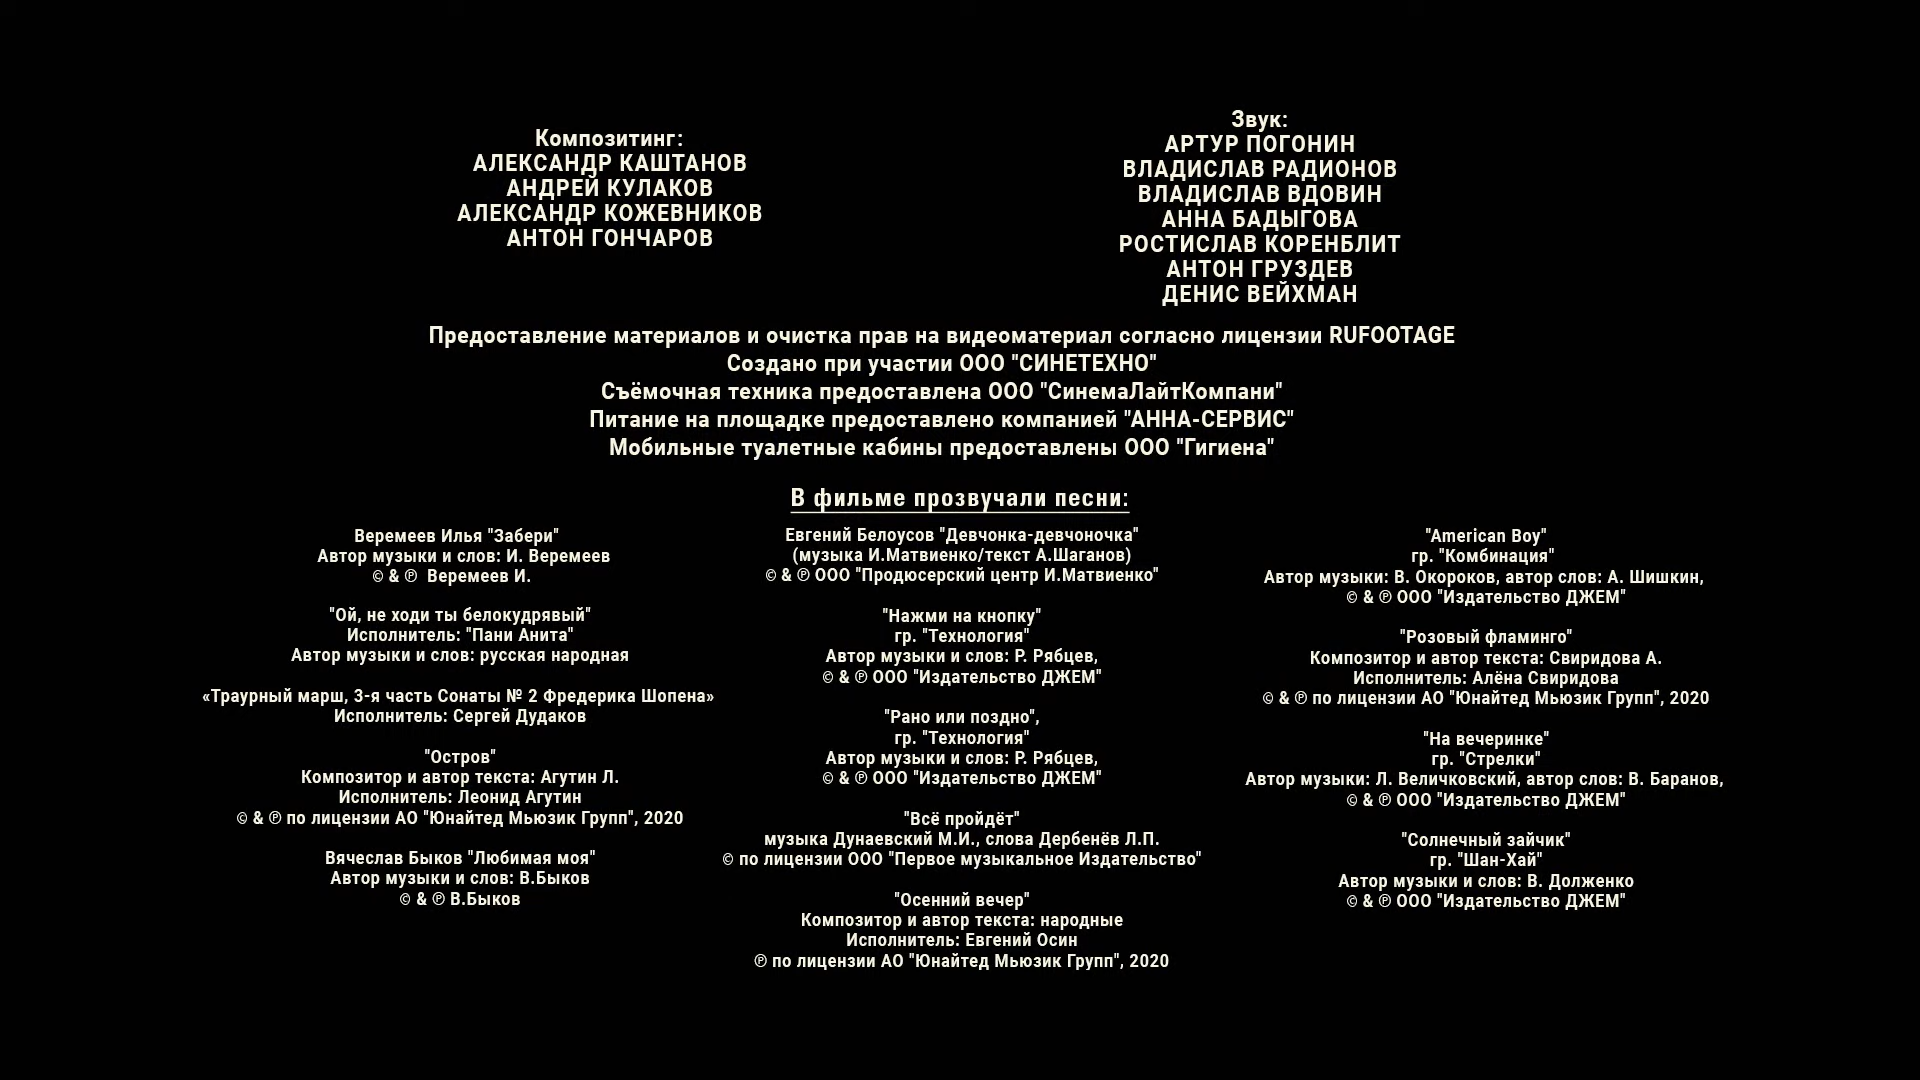 Композитинг:
АЛЕКСАНДР КАШТАНОВ
АНДРЕЙ КУЛАКОВ
АЛЕКСАНДР КОЖЕВНИКОВ
АНТОН ГОНЧАРОВ
Звук:
АРТУР ПОГОНИН
ВЛАДИСЛАВ РАДИОНОВ
ВЛАДИСЛАВ ВДОВИН
АННА БАДЫГОВА
РОСТИСЛАВ КОРЕНБЛИТ
АНТОН ГРУЗДЕВ
ДЕНИС ВЕЙХМАН
Предоставление материалов и очистка прав на видеоматериал согласно лицензии RUFOOTAGE
Создано при участии ООО "СИНЕТЕХНО"
Съёмочная техника предоставлена ООО "СинемаЛайтКомпани"
Питание на площадке предоставлено компанией "АННА-СЕРВИС"
Мобильные туалетные кабины предоставлены ООО "Гигиена"
В фильме прозвучали песни:
Веремеев Илья "Забери"
Автор музыки и слов: И. Веремеев
© & ℗ Веремеев И.
"Ой, не ходи ты белокудрявый"
Исполнитель: "Пани Анита"
Автор музыки и слов: русская народная
«Траурный марш, 3-я часть Сонаты № 2 Фредерика Шопена»
Исполнитель: Сергей Дудаков
"Остров"
Композитор и автор текста: Агутин Л.
Исполнитель: Леонид Агутин
© & ℗ по лицензии АО "Юнайтед Мьюзик Групп", 2020
Вячеслав Быков "Любимая моя"
Автор музыки и слов: В.Быков
© & ℗ В.Быков
Евгений Белоусов "Девчонка-девчоночка"
(музыка И.Матвиенко/текст А.Шаганов)
© & ℗ ООО "Продюсерский центр И.Матвиенко"
"Нажми на кнопку"
гр. "Технология"
Автор музыки и слов: Р. Рябцев,
© & ℗ ООО "Издательство ДЖЕМ"
"Рано или поздно",
гр. "Технология"
Автор музыки и слов: Р. Рябцев,
© & ℗ ООО "Издательство ДЖЕМ"
"Всё пройдёт"
музыка Дунаевский М.И., слова Дербенёв Л.П.
© по лицензии ООО "Первое музыкальное Издательство"
"Осенний вечер"
Композитор и автор текста: народные
Исполнитель: Евгений Осин
℗ по лицензии АО "Юнайтед Мьюзик Групп", 2020
"American Boy"
гр. "Комбинация"
Автор музыки: В. Окороков, автор слов: А. Шишкин,
© & ℗ ООО "Издательство ДЖЕМ"
"Розовый фламинго"
Композитор и автор текста: Свиридова А.
Исполнитель: Алёна Свиридова
© & ℗ по лицензии АО "Юнайтед Мьюзик Групп", 2020
"На вечеринке"
гр. "Стрелки"
Автор музыки: Л. Величковский, автор слов: В. Баранов,
© & ℗ ООО "Издательство ДЖЕМ"
"Солнечный зайчик"
гр. "Шан-Хай"
Автор музыки и слов: В. Долженко
© & ℗ ООО "Издательство ДЖЕМ"